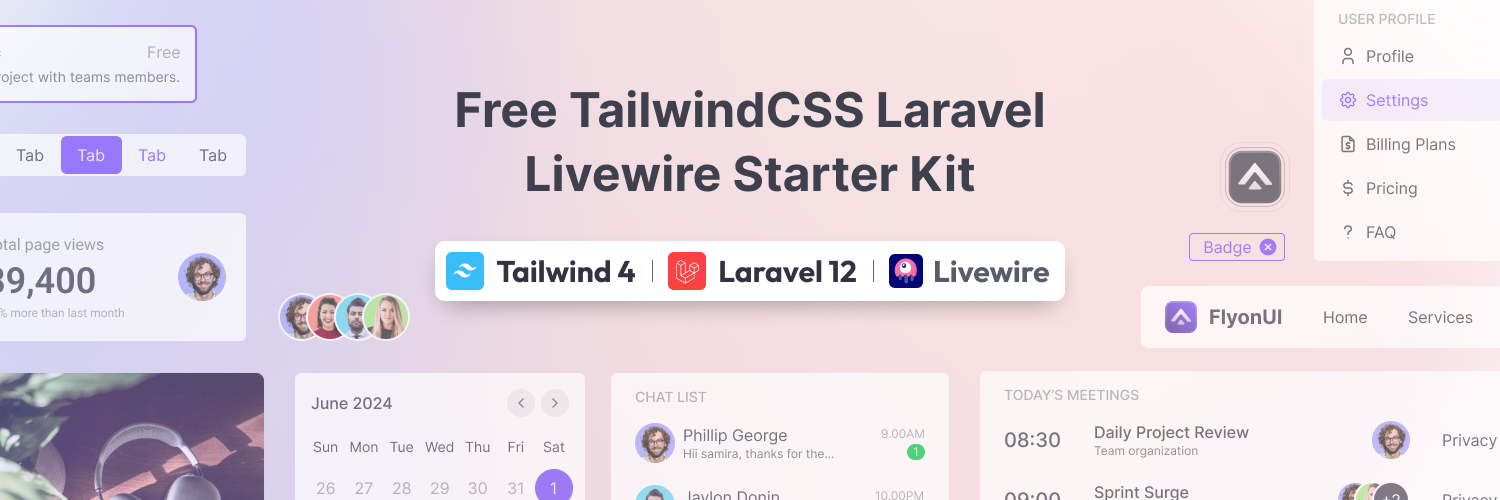 Free
project with teams members.
Tab
Tab
Tab
Tab
total page views
39,400
% more than last month
Free TailwindCSS Laravel
Livewire Starter Kit
Tailwind 4
Laravel 12
Livewire
USER PROFILE
Profile
Settings
Billing Plans
Pricing
FAQ
Badge
FlyonUI
Home
Services
June 2024
Sun Mon Tue Wed Thu Fri Sat
26 27 28 29 30 31 1
CHAT LIST
Phillip George
9.00AM
Hii samira, thanks for the...
1
Jaylon Donin
10.00PM
TODAY'S MEETINGS
08:30
Daily Project Review
Team organization
Privacy
09:00
Sprint Surge
+2
Privacy